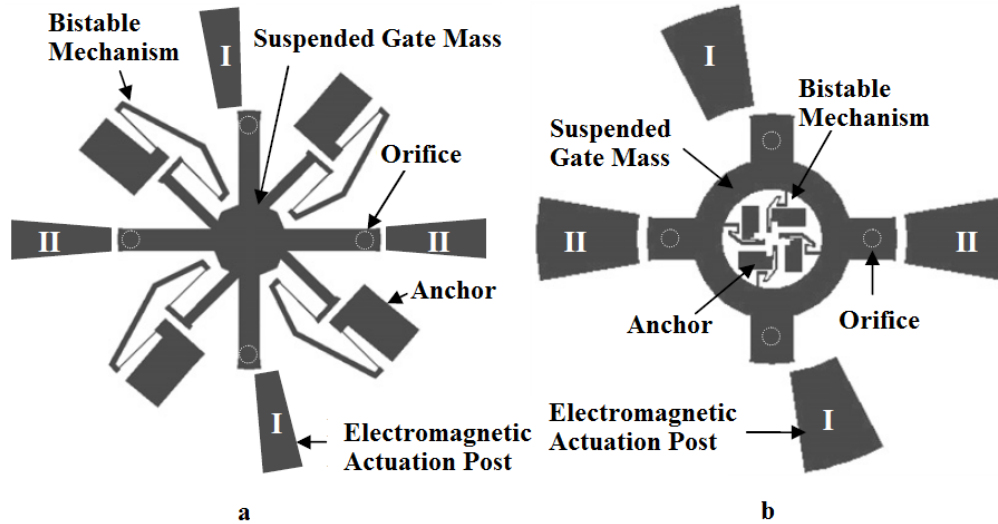 Bistable
Mechanism
I
Suspended Gate Mass
Orifice
II
II
Anchor
I
Electromagnetic
Actuation Post
a
I
Bistable
Mechanism
Suspended
Gate Mass
II
II
Anchor
Orifice
Electromagnetic
Actuation Post
I
b